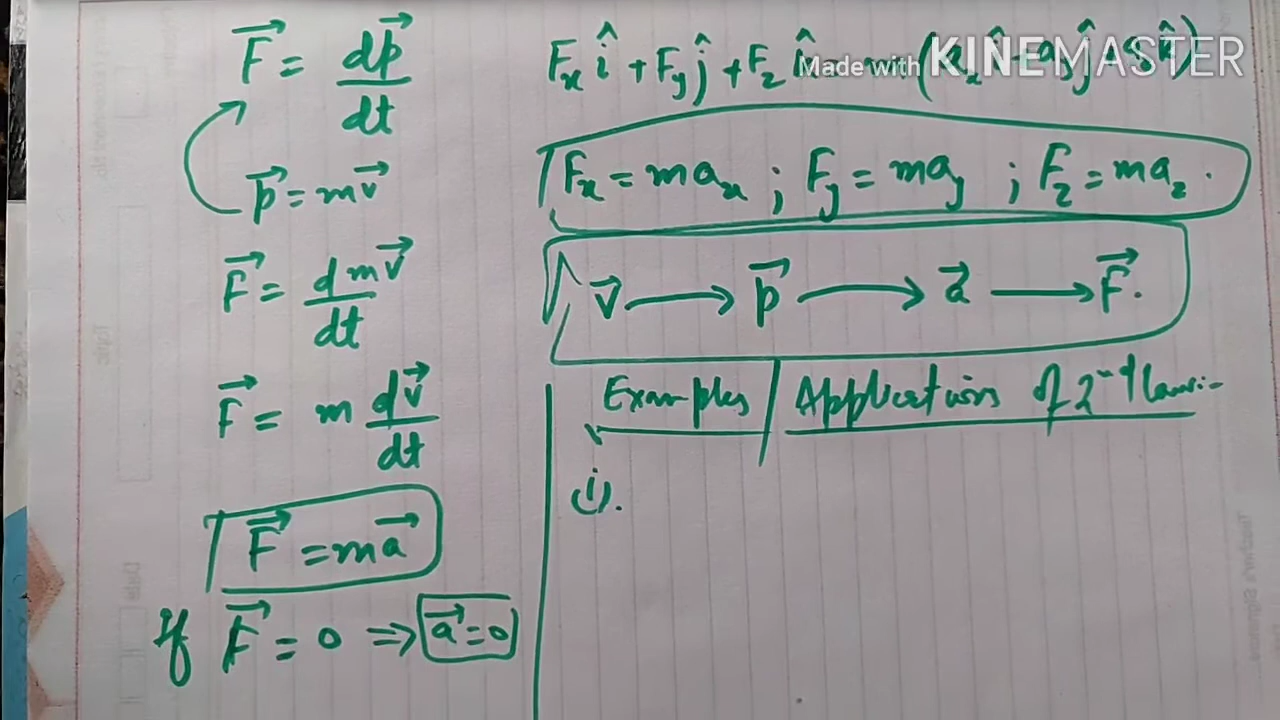 F⃗ = dp⃗/dt
p⃗ = mv⃗
F⃗ = d mv⃗/dt
F⃗ = m dv⃗/dt
F⃗ = ma⃗
If F⃗ = 0 ⇒ a⃗ = 0
Fₓ î + Fy ĵ + Fz
Made with KINEMASTER
Fₓ = maₓ ; Fy = may ; Fz = maz .
v⃗ → p⃗ → a⃗ → F⃗.
Examples / Applications of 2nd law:-
(i).